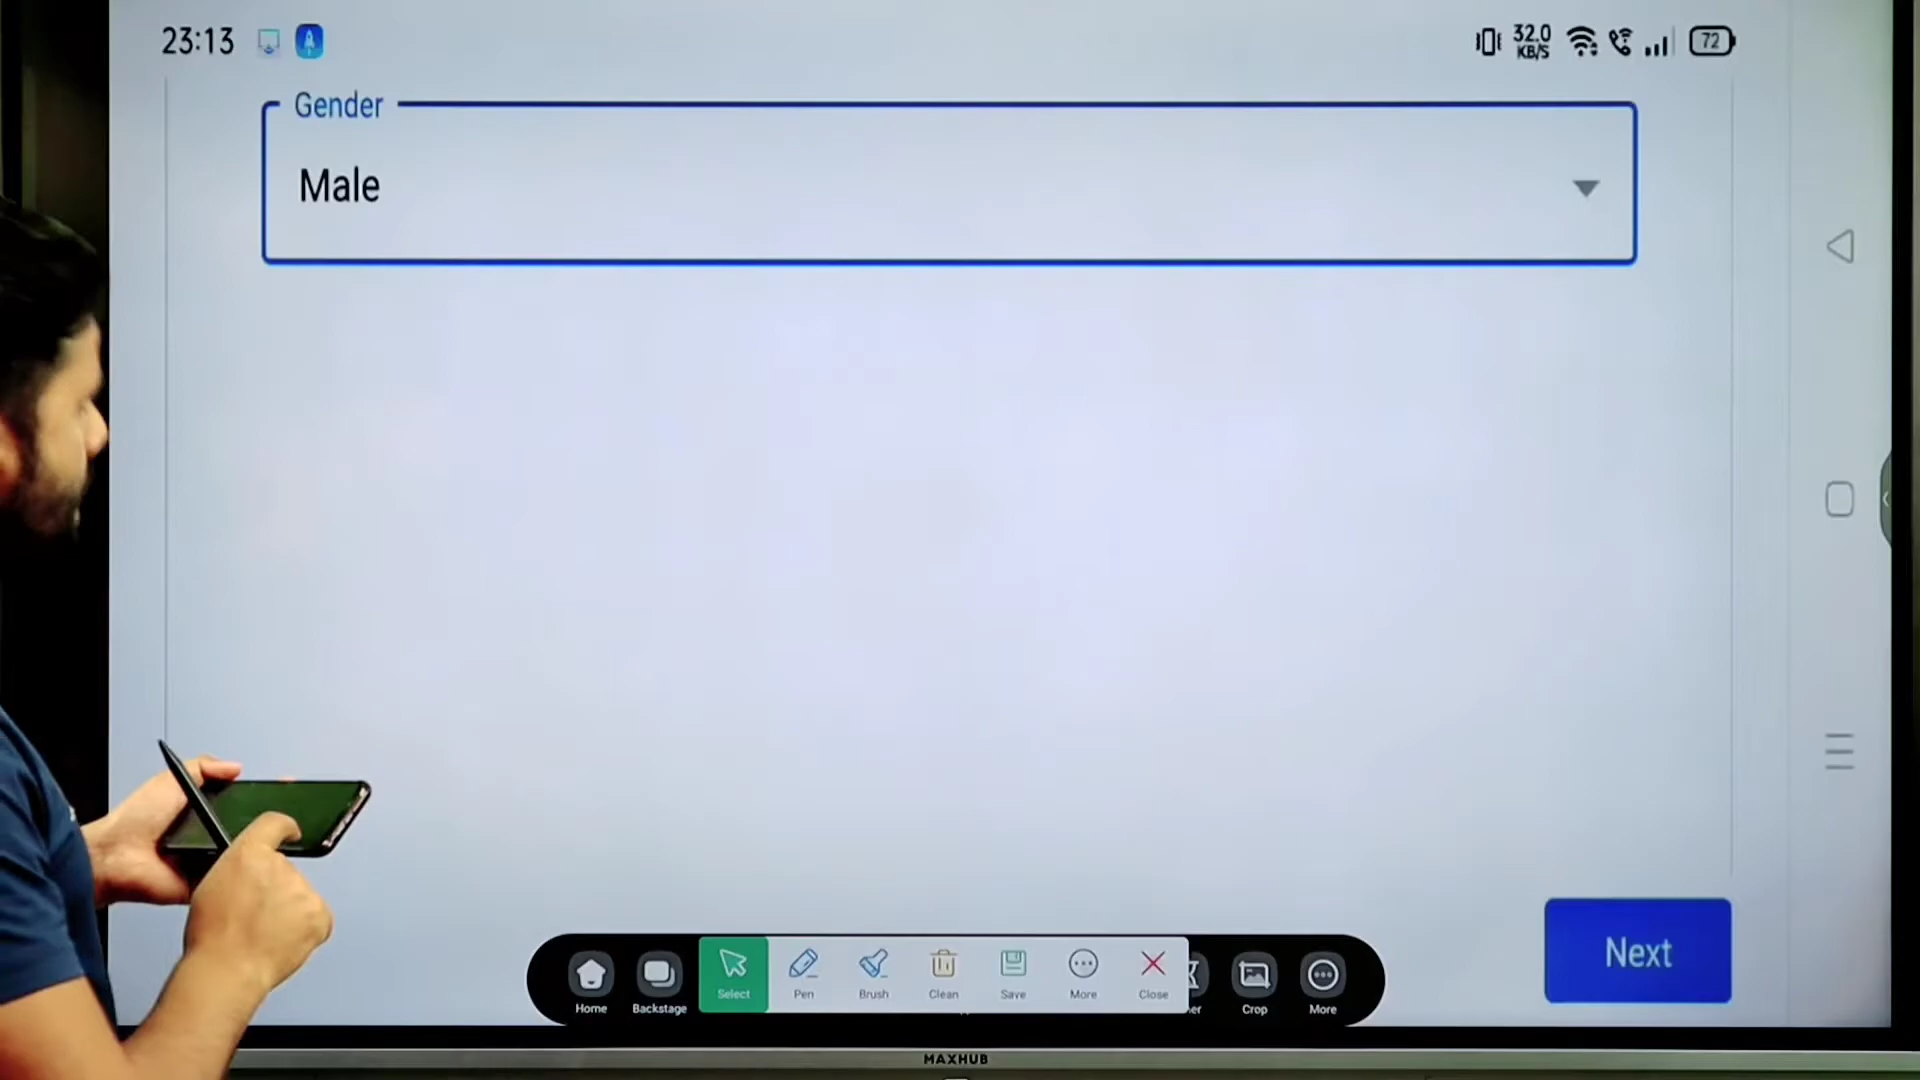 23:13
32.0
KB/S
72
Gender
Male
Next
Home
Backstage
Select
Pen
Brush
Clean
Save
More
Close
Crop
More
MAXHUB